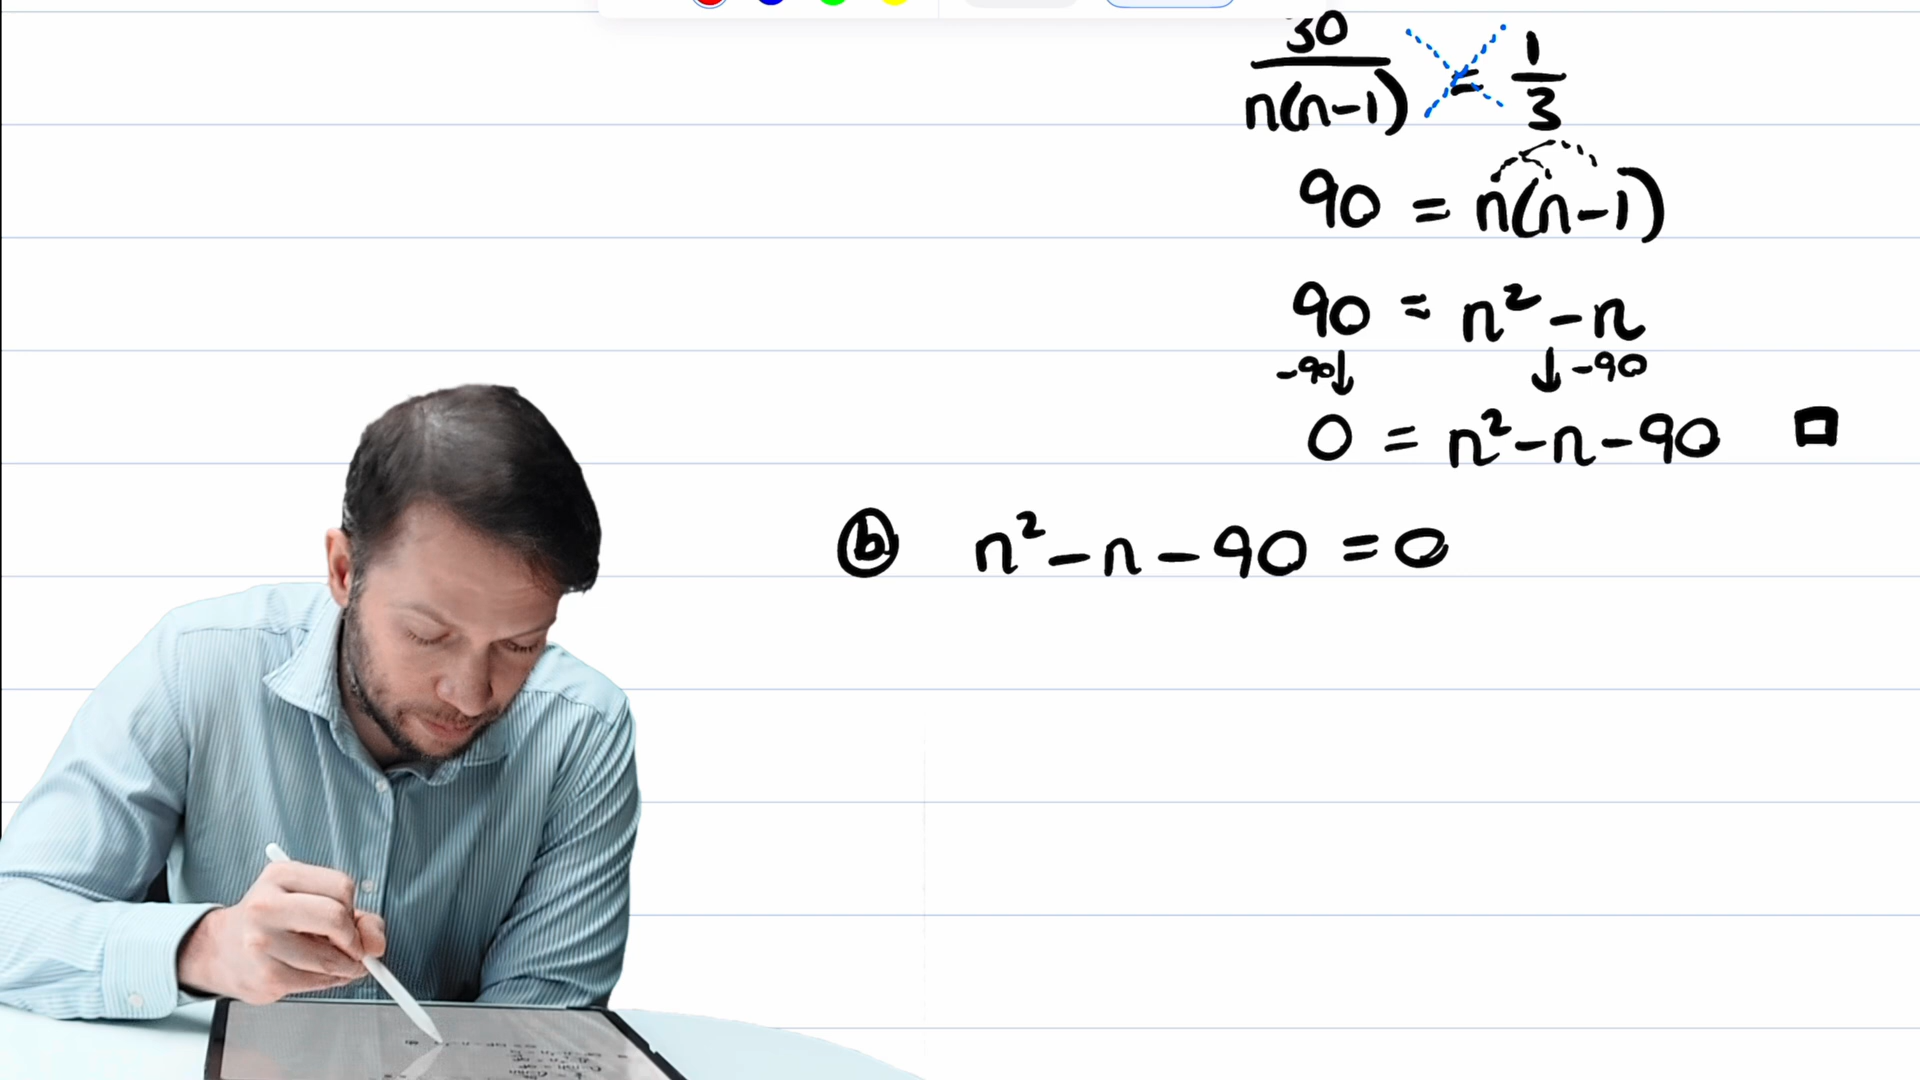 30/n(n-1) = 1/3
90 = n(n-1)
90 = n² - n
-90↓ ↓-90
0 = n² - n - 90 □
ⓑ n² - n - 90 = 0